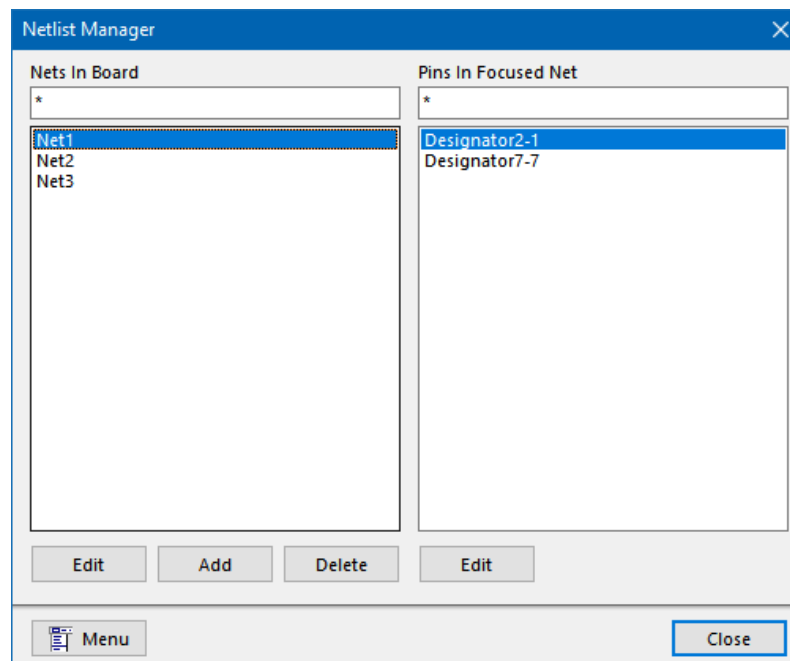 Netlist Manager
Nets In Board
Pins In Focused Net
*
*
Net1
Net2
Net3
Designator2-1
Designator7-7
Edit
Add
Delete
Edit
Menu
Close